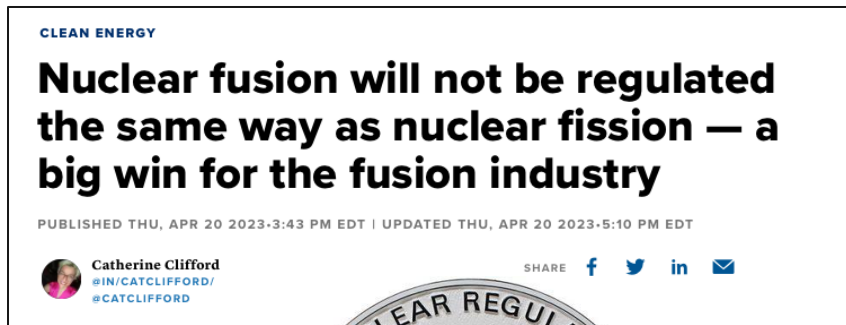 CLEAN ENERGY
Nuclear fusion will not be regulated
the same way as nuclear fission — a
big win for the fusion industry
PUBLISHED THU, APR 20 2023•3:43 PM EDT | UPDATED THU, APR 20 2023•5:10 PM EDT
Catherine Clifford
@IN/CATCLIFFORD/
@CATCLIFFORD
SHARE
LEAR REGUL